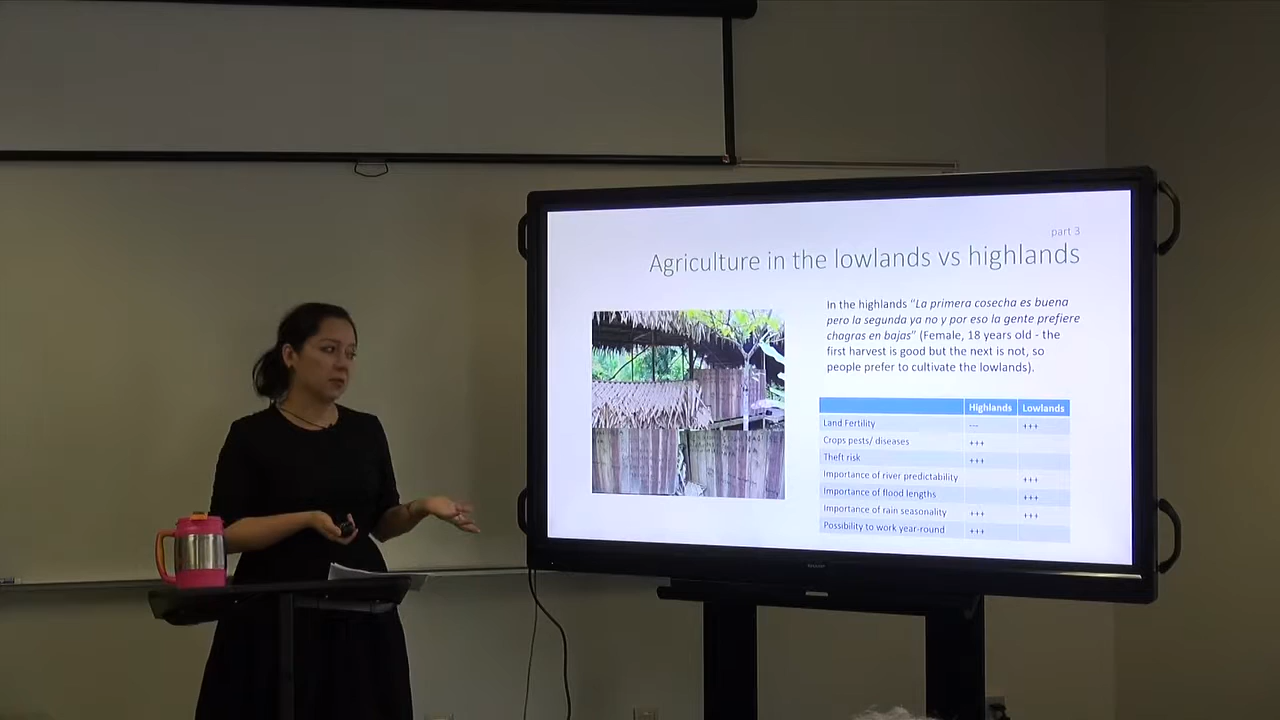 part 3
Agriculture in the lowlands vs highlands
In the highlands "La primera cosecha es buena
pero la segunda ya no y por eso la gente prefiere
chagras en bajas" (Female, 18 years old - the
first harvest is good but the next is not, so
people prefer to cultivate the lowlands).
Highlands Lowlands
Land Fertility --- +++
Crops pests/ diseases +++
Theft risk +++
Importance of river predictability +++
Importance of flood lengths +++
Importance of rain seasonality +++ +++
Possibility to work year-round +++